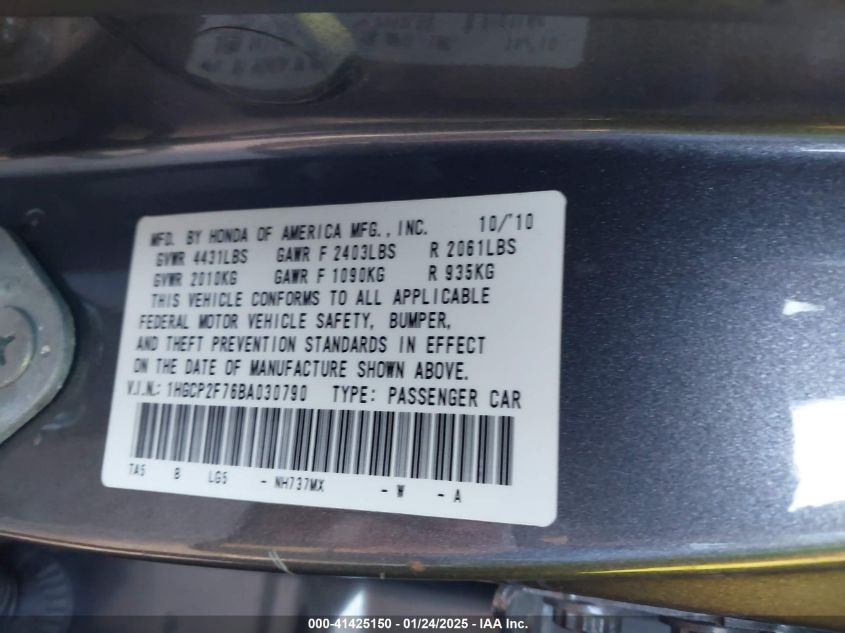 MFD. BY HONDA OF AMERICA MFG., INC. 10/'10
GVWR 4431LBS GAWR F 2403LBS R 2061LBS
GVWR 2010KG GAWR F 1090KG R 935KG
THIS VEHICLE CONFORMS TO ALL APPLICABLE
FEDERAL MOTOR VEHICLE SAFETY, BUMPER,
AND THEFT PREVENTION STANDARDS IN EFFECT
ON THE DATE OF MANUFACTURE SHOWN ABOVE.
V.I.N.: 1HGCP2F76BA030790 TYPE: PASSENGER CAR
TA5 B LG5 - NH737MX - W - A
000-41425150 — 01/24/2025 — IAA Inc.